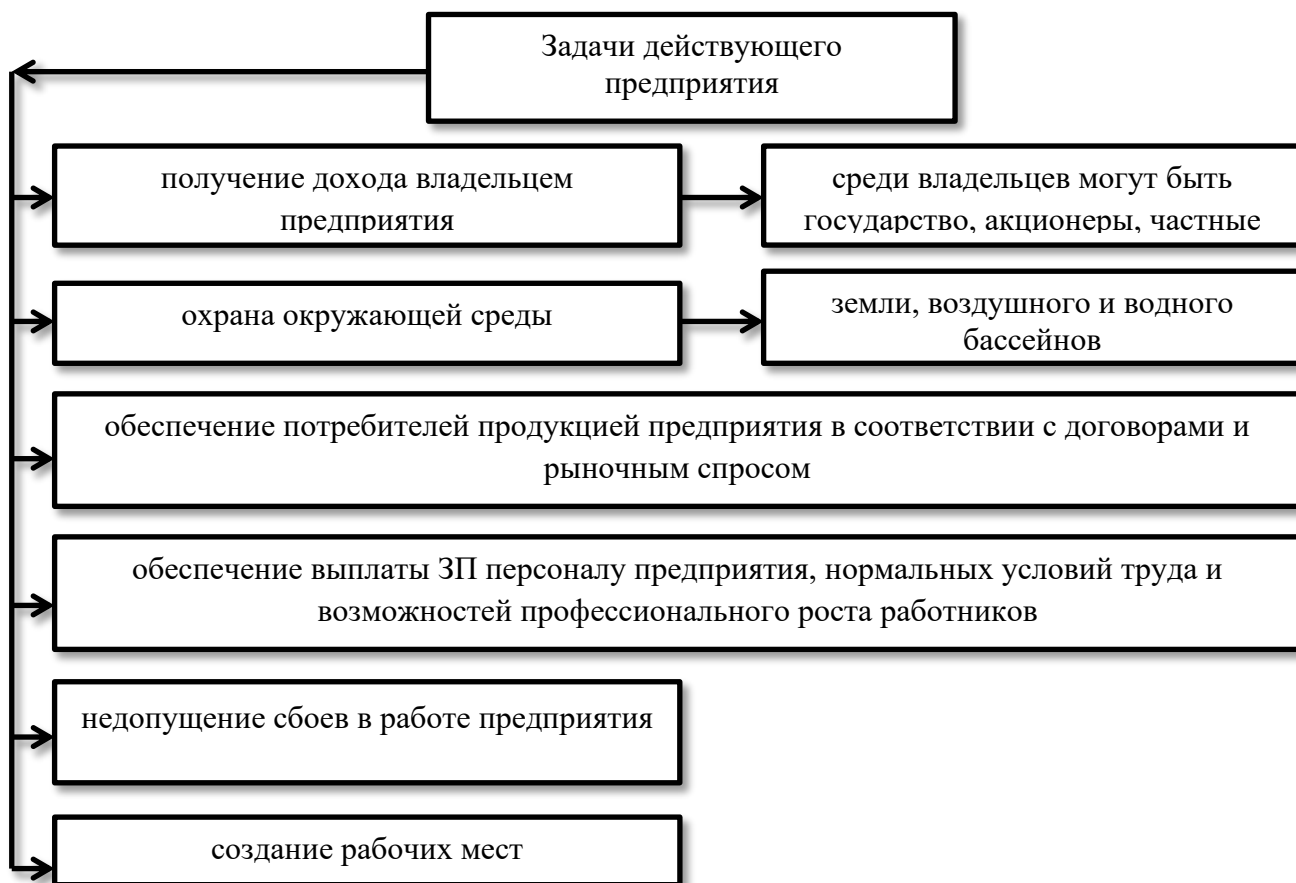 Задачи действующего
предприятия
получение дохода владельцем
предприятия
среди владельцев могут быть
государство, акционеры, частные
охрана окружающей среды
земли, воздушного и водного
бассейнов
обеспечение потребителей продукцией предприятия в соответствии с договорами и
рыночным спросом
обеспечение выплаты ЗП персоналу предприятия, нормальных условий труда и
возможностей профессионального роста работников
недопущение сбоев в работе предприятия
создание рабочих мест